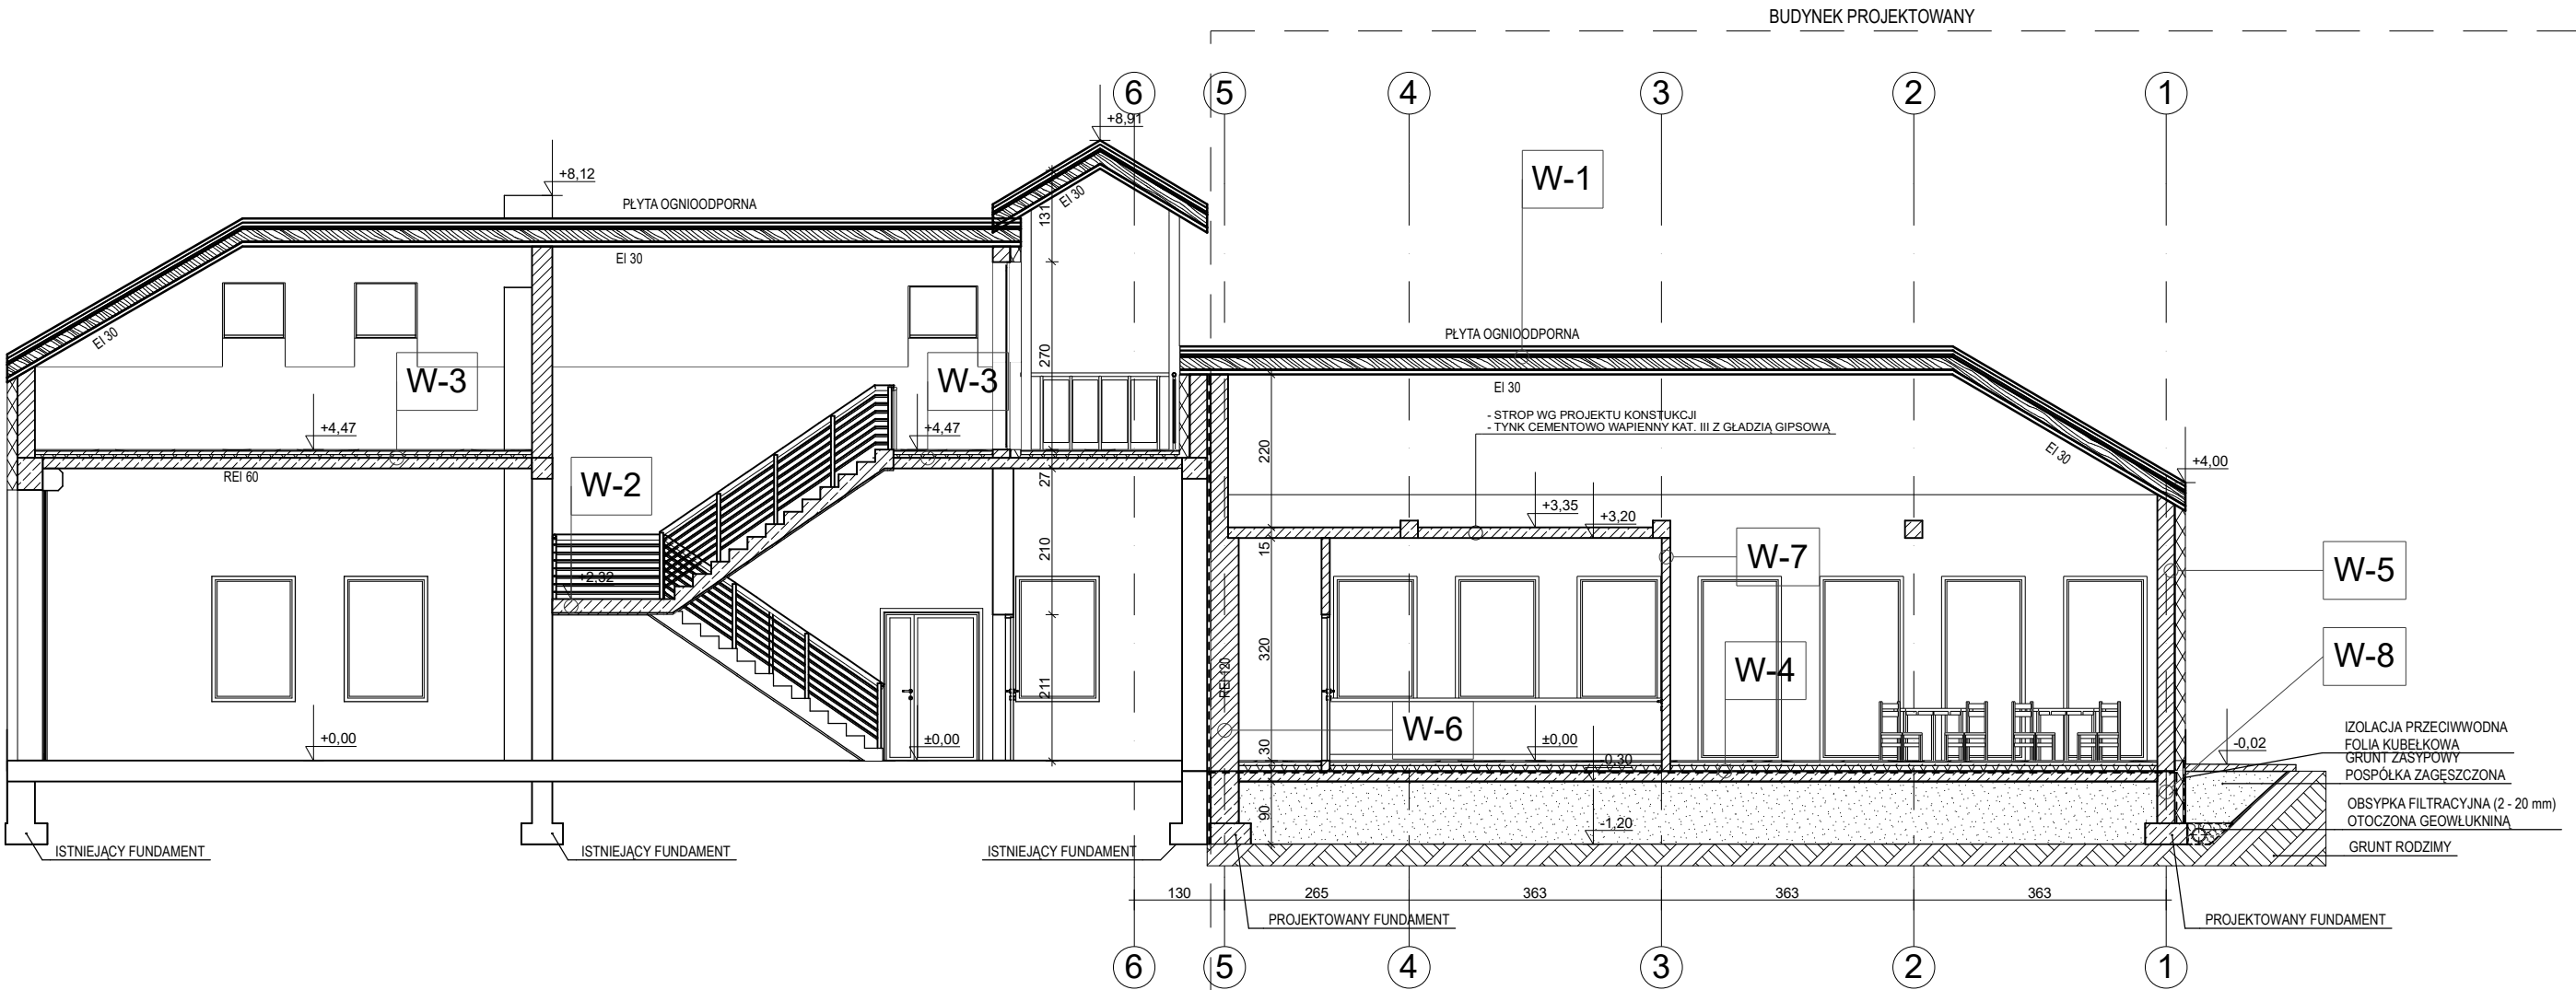 BUDYNEK PROJEKTOWANY
6
5
4
3
2
1
+8,91
+8,12
PŁYTA OGNIOODPORNA
EI 30
EI 30
EI 30
131
W-1
270
PŁYTA OGNIOODPORNA
EI 30
W-3
W-3
+4,47
+4,47
- STROP WG PROJEKTU KONSTUKCJI
- TYNK CEMENTOWO WAPIENNY KAT. III Z GŁADZIĄ GIPSOWĄ
220
EI 30
+4,00
REI 60
W-2
27
+3,35
+3,20
210
15
W-7
W-5
+2,32
320
REI 120
211
W-4
W-8
W-6
+0,00
±0,00
±0,00
30
-0,30
-0,02
IZOLACJA PRZECIWWODNA
FOLIA KUBEŁKOWA
GRUNT ZASYPOWY
POSPÓŁKA ZAGĘSZCZONA
90
-1,20
OBSYPKA FILTRACYJNA (2 - 20 mm)
OTOCZONA GEOWŁUKNINĄ
GRUNT RODZIMY
ISTNIEJĄCY FUNDAMENT
ISTNIEJĄCY FUNDAMENT
ISTNIEJĄCY FUNDAMENT
130
265
363
363
363
PROJEKTOWANY FUNDAMENT
PROJEKTOWANY FUNDAMENT
6
5
4
3
2
1